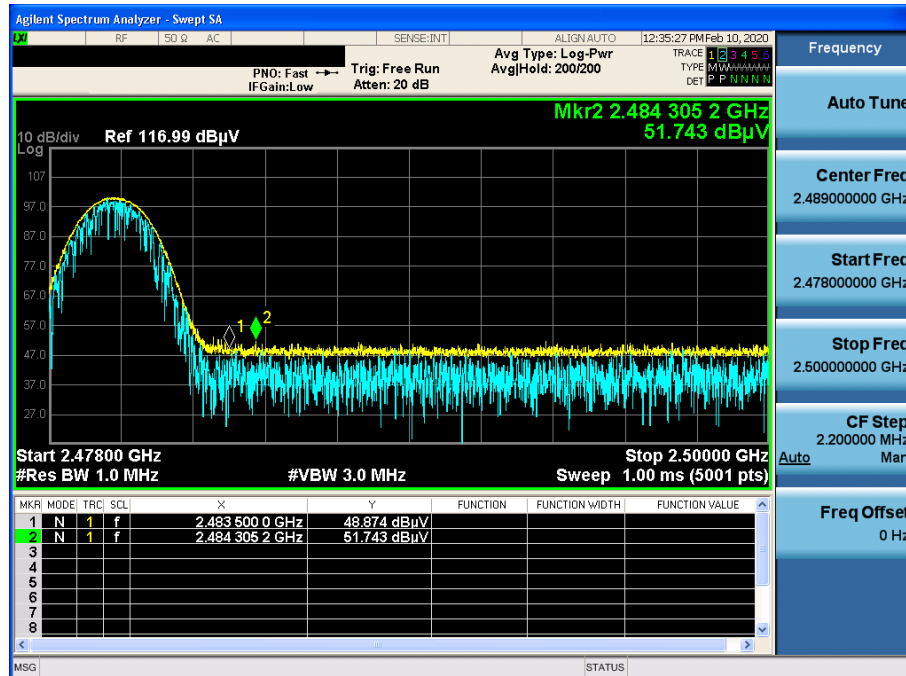 Agilent Spectrum Analyzer - Swept SA
LXI RF 50 Ω AC SENSE:INT ALIGN AUTO 12:35:27 PM Feb 10, 2020
PNO: Fast Trig: Free Run Avg Type: Log-Pwr TRACE 1 2 3 4 5 6
IFGain:Low Atten: 20 dB Avg|Hold: 200/200 TYPE M W W W W W
DET P P N N N N
Mkr2 2.484 305 2 GHz
51.743 dBµV
10 dB/div Ref 116.99 dBµV
Log
107
97.0
87.0
77.0
67.0
57.0
47.0
37.0
27.0
1
2
Start 2.47800 GHz Stop 2.50000 GHz
#Res BW 1.0 MHz #VBW 3.0 MHz Sweep 1.00 ms (5001 pts)
MKR MODE TRC SCL X Y FUNCTION FUNCTION WIDTH FUNCTION VALUE
1 N 1 f 2.483 500 0 GHz 48.874 dBµV
2 N 1 f 2.484 305 2 GHz 51.743 dBµV
3
4
5
6
7
8
MSG STATUS
Frequency
Auto Tune
Center Freq
2.489000000 GHz
Start Freq
2.478000000 GHz
Stop Freq
2.500000000 GHz
CF Step
2.200000 MHz
Auto Man
Freq Offset
0 Hz